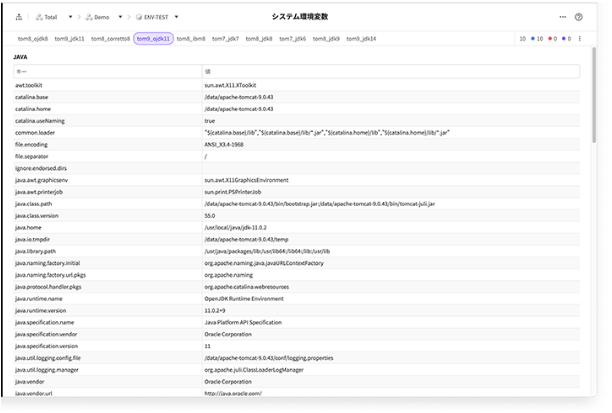 Total Demo ENV-TEST システム環境変数
tom8_ojdk8 tom9_jdk11 tom8_corretto8 tom9_ojdk11 tom8_ibm8 tom7_jdk7 tom8_jdk8 tom7_jdk6 tom8_jdk9 tom9_jdk14 10 10 0 0
JAVA
キー 値
awt.toolkit sun.awt.X11.XToolkit
catalina.base /data/apache-tomcat-9.0.43
catalina.home /data/apache-tomcat-9.0.43
catalina.useNaming true
common.loader "${catalina.base}/lib","${catalina.base}/lib/*.jar","${catalina.home}/lib","${catalina.home}/lib/*.jar"
file.encoding ANSI_X3.4-1968
file.separator /
ignore.endorsed.dirs
java.awt.graphicsenv sun.awt.X11GraphicsEnvironment
java.awt.printerjob sun.print.PSPrinterJob
java.class.path /data/apache-tomcat-9.0.43/bin/bootstrap.jar:/data/apache-tomcat-9.0.43/bin/tomcat-juli.jar
java.class.version 55.0
java.home /usr/local/java/jdk-11.0.2
java.io.tmpdir /data/apache-tomcat-9.0.43/temp
java.library.path /usr/java/packages/lib:/usr/lib64:/lib64:/lib:/usr/lib
java.naming.factory.initial org.apache.naming.java.javaURLContextFactory
java.naming.factory.url.pkgs org.apache.naming
java.protocol.handler.pkgs org.apache.catalina.webresources
java.runtime.name OpenJDK Runtime Environment
java.runtime.version 11.0.2+9
java.specification.name Java Platform API Specification
java.specification.vendor Oracle Corporation
java.specification.version 11
java.util.logging.config.file /data/apache-tomcat-9.0.43/conf/logging.properties
java.util.logging.manager org.apache.juli.ClassLoaderLogManager
java.vendor Oracle Corporation
java.vendor.url http://java.oracle.com/